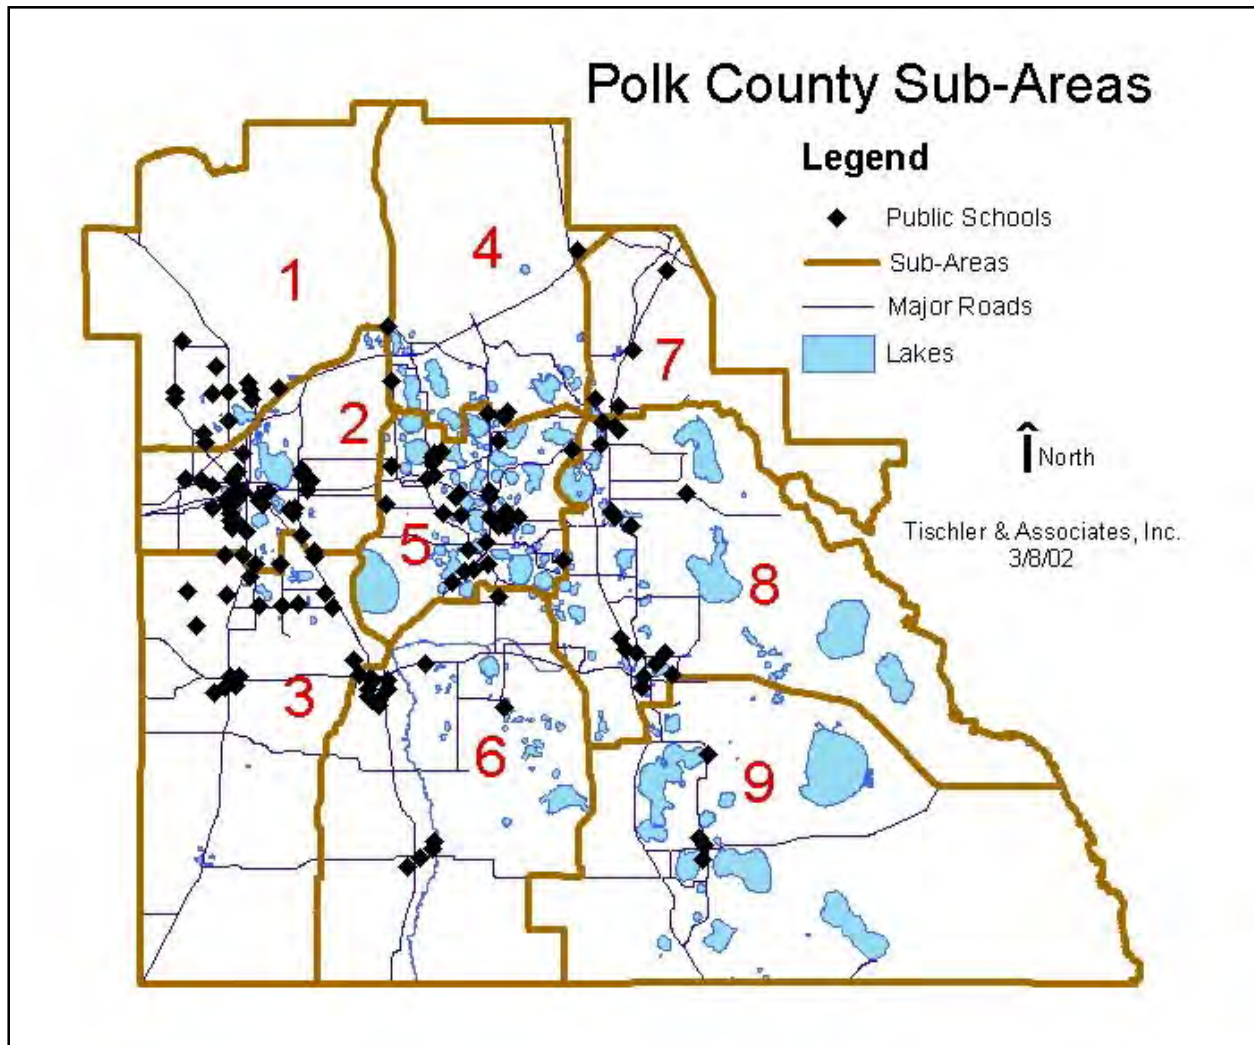 Polk County Sub-Areas
Legend
Public Schools
Sub-Areas
Major Roads
Lakes
North
Tischler & Associates, Inc.
3/8/02
1
4
7
2
5
8
3
6
9